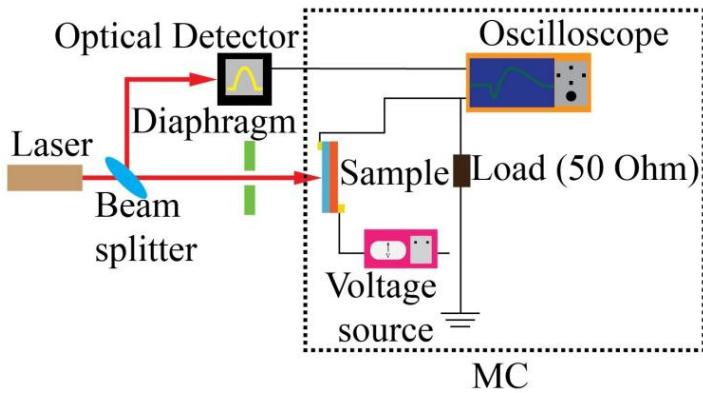 Optical Detector
Oscilloscope
Diaphragm
Laser
Sample
Load (50 Ohm)
Beam
splitter
Voltage
source
MC